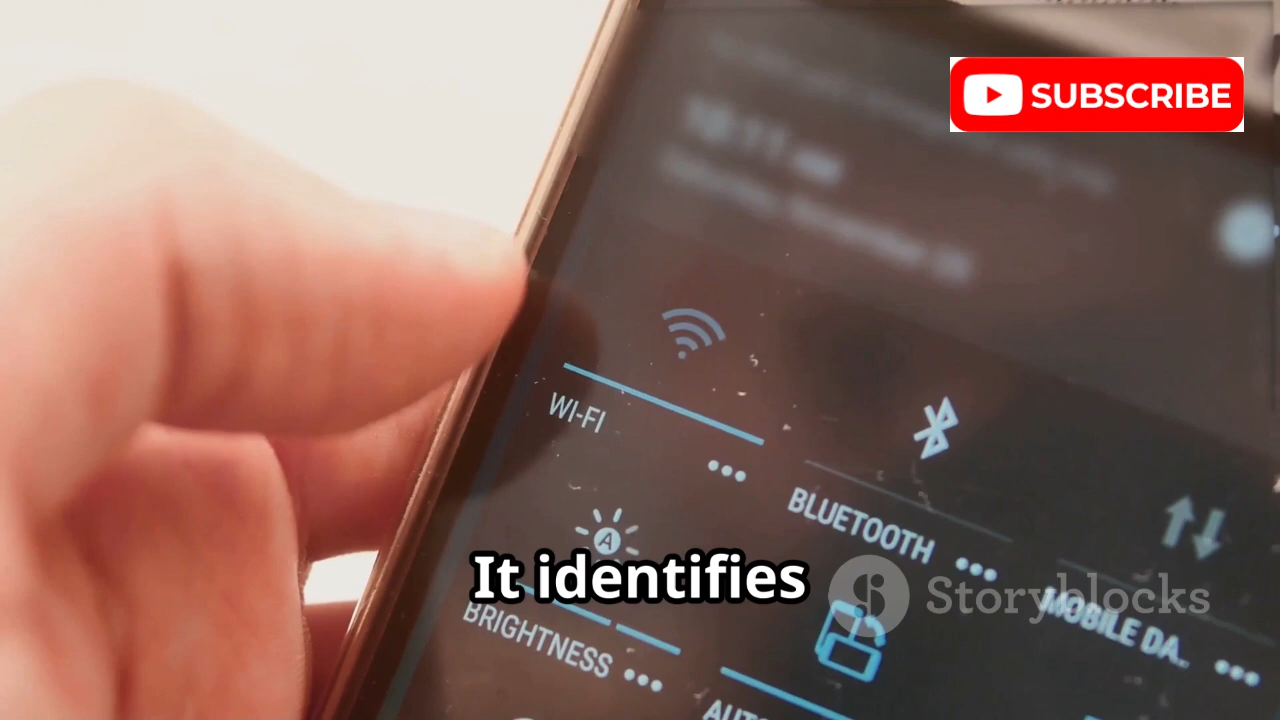 SUBSCRIBE
WI-FI
BLUETOOTH
It identifies
Storyblocks
MOBILE DA..
BRIGHTNESS